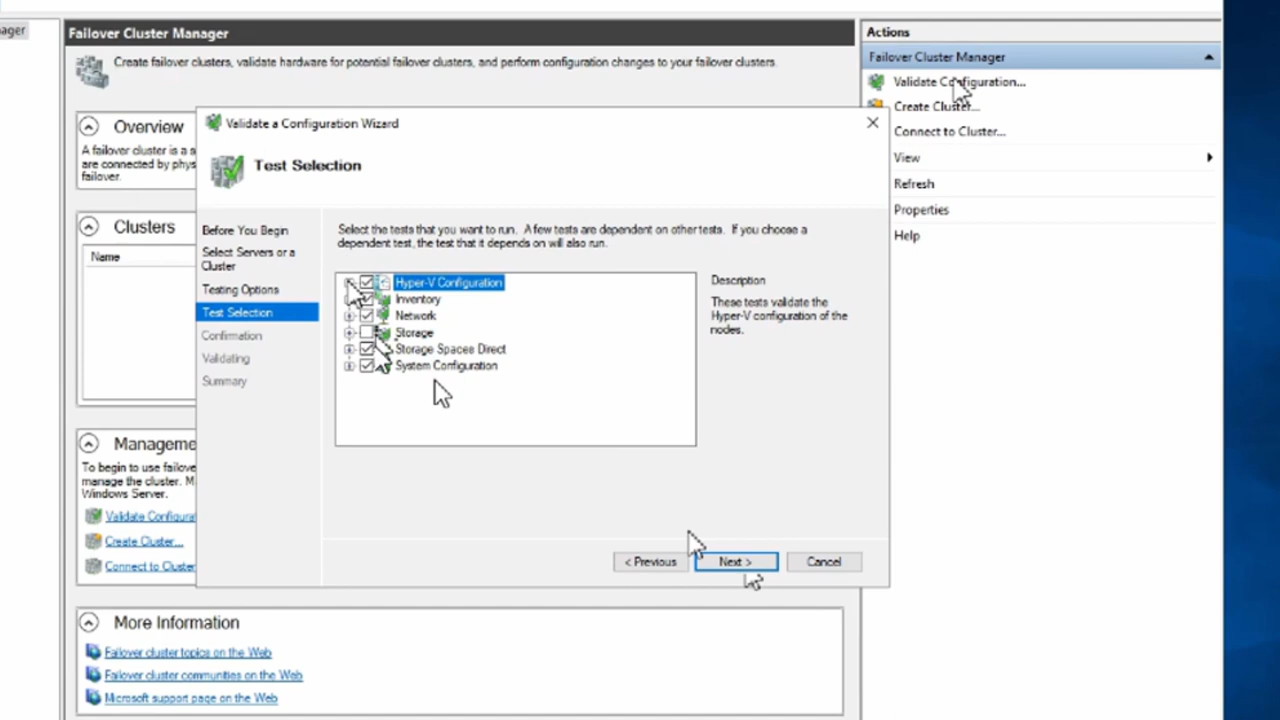 ager
Failover Cluster Manager
Create failover clusters, validate hardware for potential failover clusters, and perform configuration changes to your failover clusters.
Overview
A failover cluster is a s
are connected by phys
failover.
Clusters
Name
Manageme
To begin to use failove
manage the cluster. M
Windows Server.
Validate Configurat
Create Cluster...
Connect to Cluster
More Information
Failover cluster topics on the Web
Failover cluster communities on the Web
Microsoft support page on the Web
Validate a Configuration Wizard
Test Selection
Before You Begin
Select Servers or a
Cluster
Testing Options
Test Selection
Confirmation
Validating
Summary
Select the tests that you want to run. A few tests are dependent on other tests. If you choose a
dependent test, the test that it depends on will also run.
Hyper-V Configuration
Inventory
Network
Storage
Storage Spaces Direct
System Configuration
Description
These tests validate the
Hyper-V configuration of the
nodes.
< Previous
Next >
Cancel
Actions
Failover Cluster Manager
Validate Configuration...
Create Cluster...
Connect to Cluster...
View
Refresh
Properties
Help